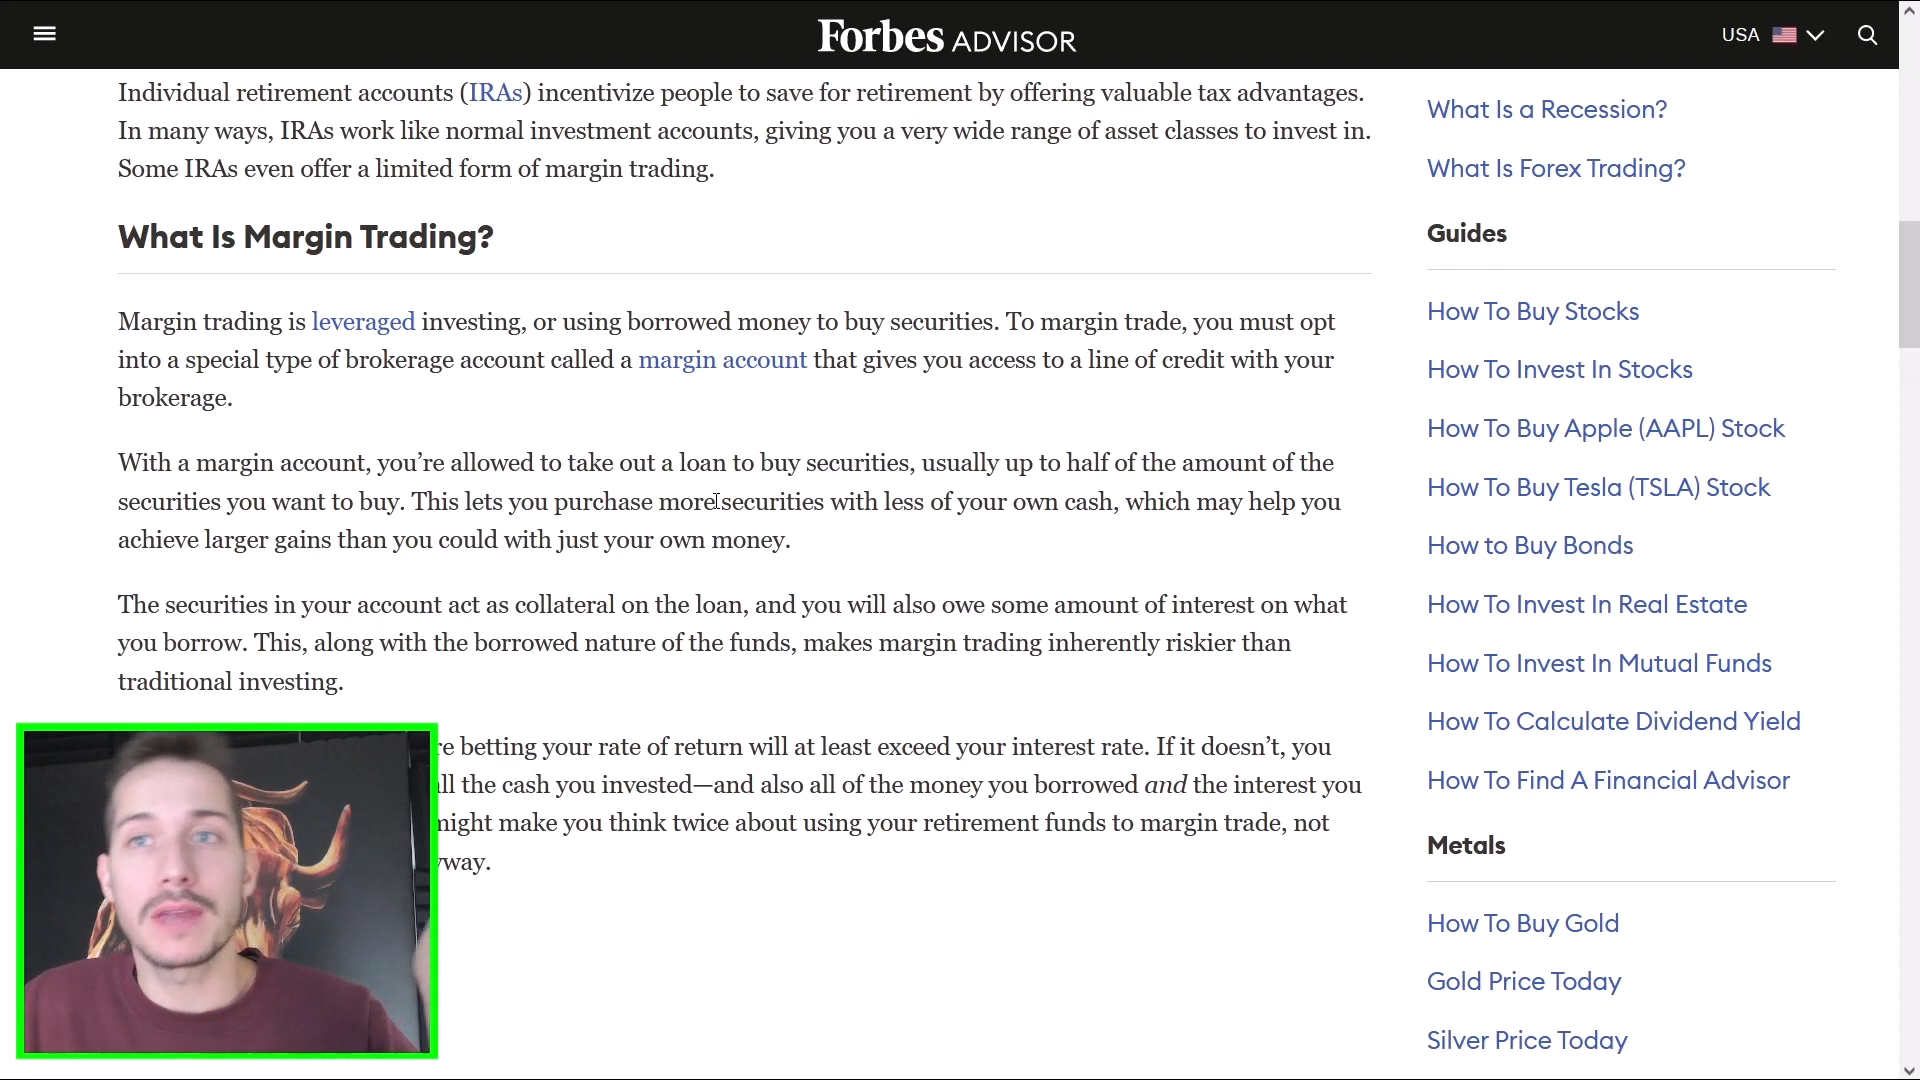 Forbes ADVISOR
USA
Individual retirement accounts (IRAs) incentivize people to save for retirement by offering valuable tax advantages.
In many ways, IRAs work like normal investment accounts, giving you a very wide range of asset classes to invest in.
Some IRAs even offer a limited form of margin trading.
What Is Margin Trading?
Margin trading is leveraged investing, or using borrowed money to buy securities. To margin trade, you must opt
into a special type of brokerage account called a margin account that gives you access to a line of credit with your
brokerage.
With a margin account, you’re allowed to take out a loan to buy securities, usually up to half of the amount of the
securities you want to buy. This lets you purchase more securities with less of your own cash, which may help you
achieve larger gains than you could with just your own money.
The securities in your account act as collateral on the loan, and you will also owe some amount of interest on what
you borrow. This, along with the borrowed nature of the funds, makes margin trading inherently riskier than
traditional investing.
betting your rate of return will at least exceed your interest rate. If it doesn’t, you
the cash you invested—and also all of the money you borrowed and the interest you
might make you think twice about using your retirement funds to margin trade, not
What Is a Recession?
What Is Forex Trading?
Guides
How To Buy Stocks
How To Invest In Stocks
How To Buy Apple (AAPL) Stock
How To Buy Tesla (TSLA) Stock
How to Buy Bonds
How To Invest In Real Estate
How To Invest In Mutual Funds
How To Calculate Dividend Yield
How To Find A Financial Advisor
Metals
How To Buy Gold
Gold Price Today
Silver Price Today